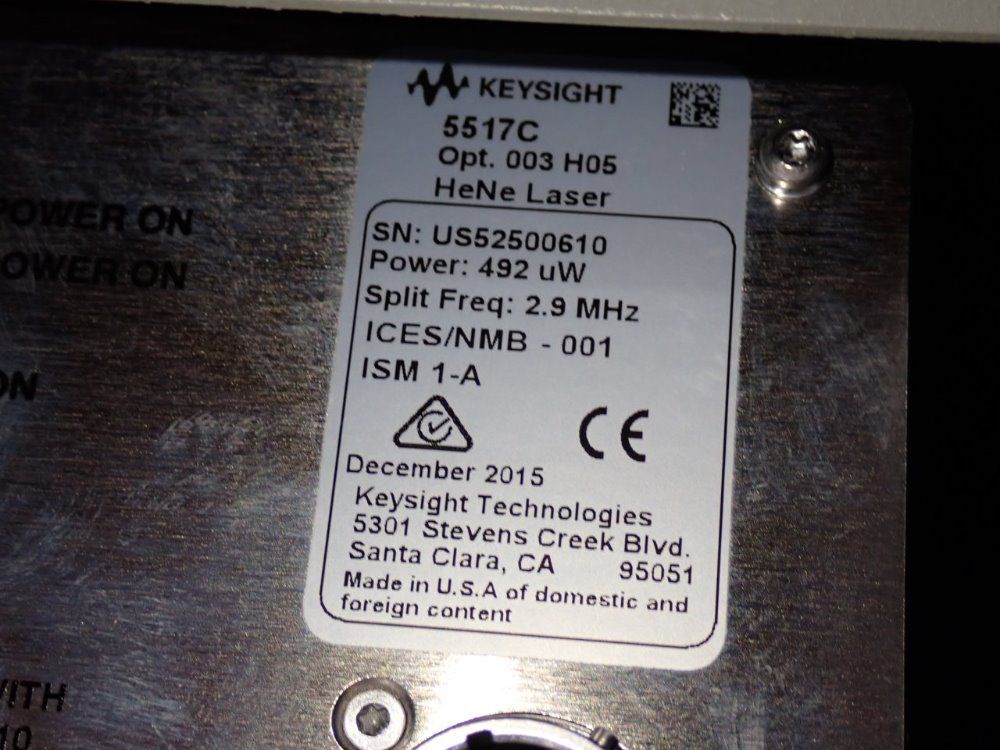 POWER ON
POWER ON
ON
WITH
10
KEYSIGHT
5517C
Opt. 003 H05
HeNe Laser
SN: US52500610
Power: 492 uW
Split Freq: 2.9 MHz
ICES/NMB - 001
ISM 1-A
CE
December 2015
Keysight Technologies
5301 Stevens Creek Blvd.
Santa Clara, CA 95051
Made in U.S.A of domestic and
foreign content